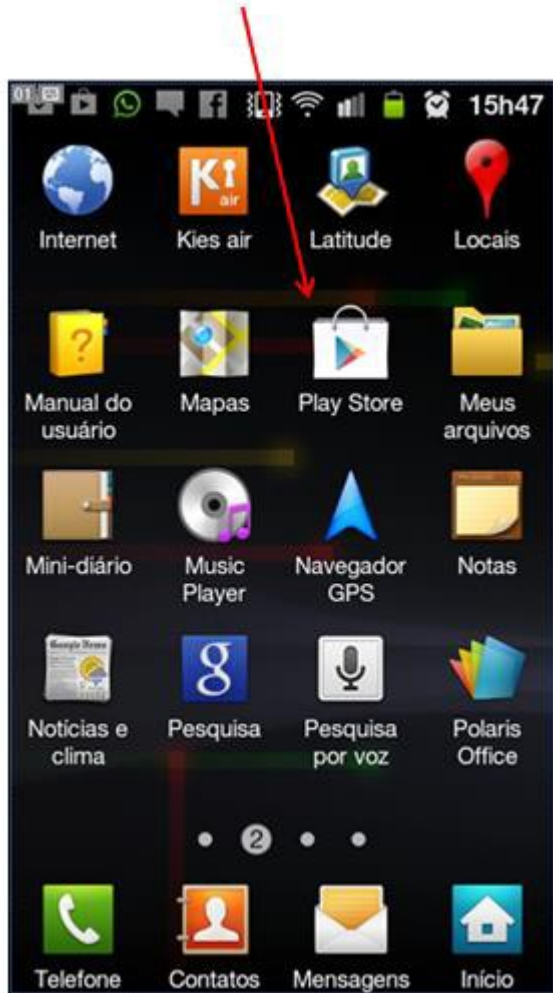 01
15h47
Internet
Kies air
Latitude
Locais
Manual do
usuário
Mapas
Play Store
Meus
arquivos
Mini-diário
Music
Player
Navegador
GPS
Notas
Notícias e
clima
Pesquisa
Pesquisa
por voz
Polaris
Office
2
Telefone
Contatos
Mensagens
Início